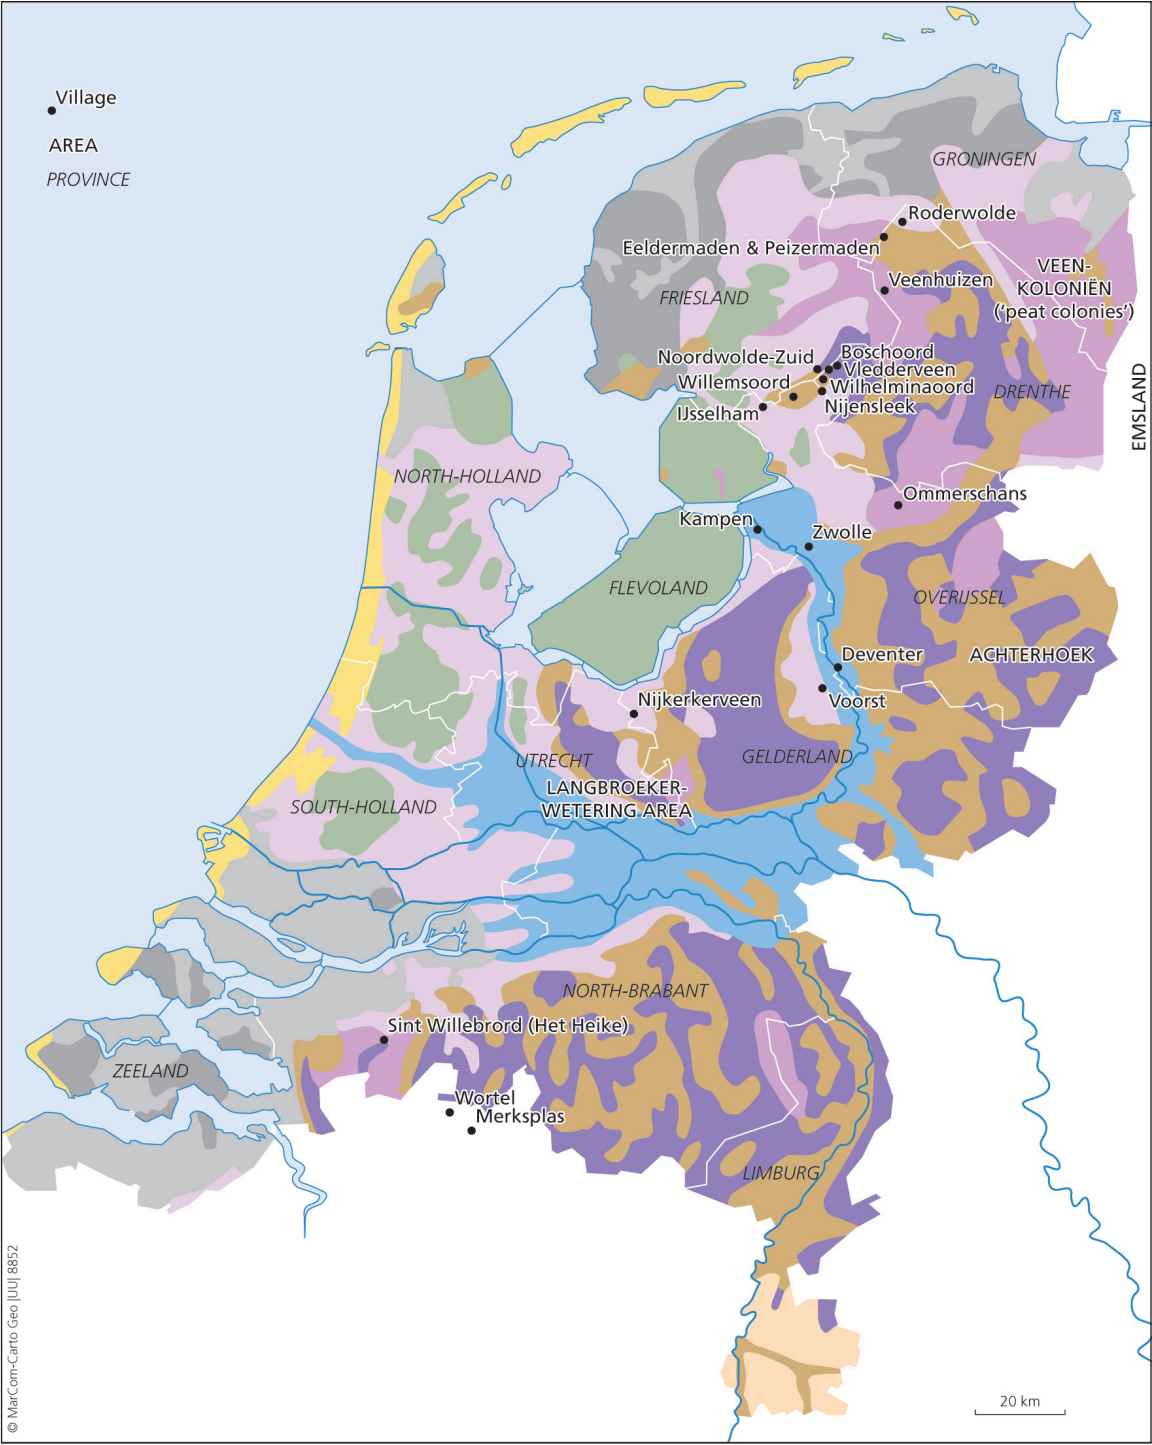 Village
AREA
PROVINCE
GRONINGEN
Roderwolde
Eeldermaden & Peizermaden
VEEN-
KOLONIËN
('peat colonies')
Veenhuizen
FRIESLAND
Noordwolde-Zuid
Boschoord
Vledderveen
Willemsoord
Wilhelminaoord
DRENTHE
Nijensleek
IJsselham
EMSLAND
NORTH-HOLLAND
Ommerschans
Kampen
Zwolle
FLEVOLAND
OVERIJSSEL
Deventer
ACHTERHOEK
Nijkerkerveen
Voorst
UTRECHT
GELDERLAND
LANGBROEKER-
WETERING AREA
SOUTH-HOLLAND
NORTH-BRABANT
Sint Willebrord (Het Heike)
ZEELAND
Wortel
Merksplas
LIMBURG
© MarCom-Carto Geo |UU| 8852
20 km